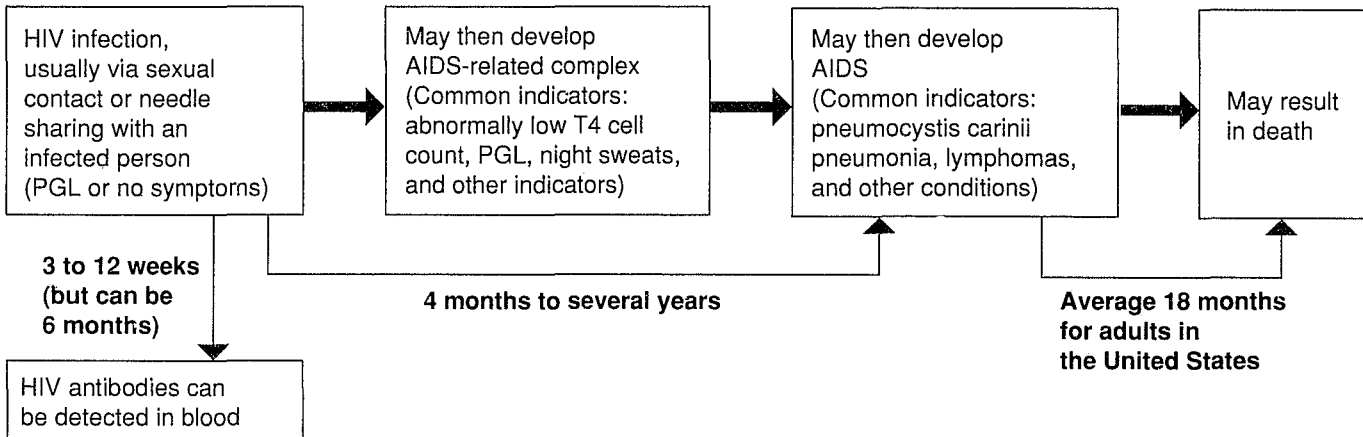 HIV infection,
usually via sexual
contact or needle
sharing with an
infected person
(PGL or no symptoms)
May then develop
AIDS-related complex
(Common indicators:
abnormally low T4 cell
count, PGL, night sweats,
and other indicators)
May then develop
AIDS
(Common indicators:
pneumocystis carinii
pneumonia, lymphomas,
and other conditions)
May result
in death
3 to 12 weeks
(but can be
6 months)
4 months to several years
Average 18 months
for adults in
the United States
HIV antibodies can
be detected in blood